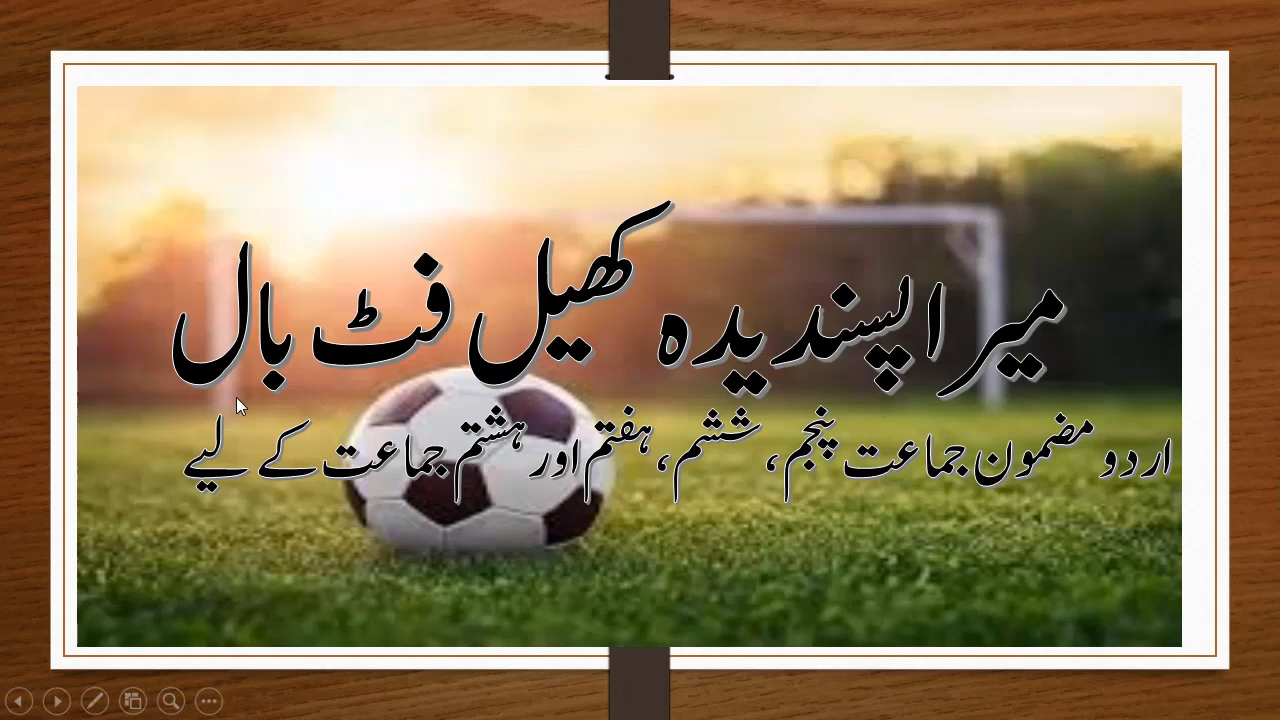 میرا پسندیدہ کھیل فٹ بال
اردو مضمون جماعت پنجم، ششم، ہفتم اور ہشتم جماعت کے لیے